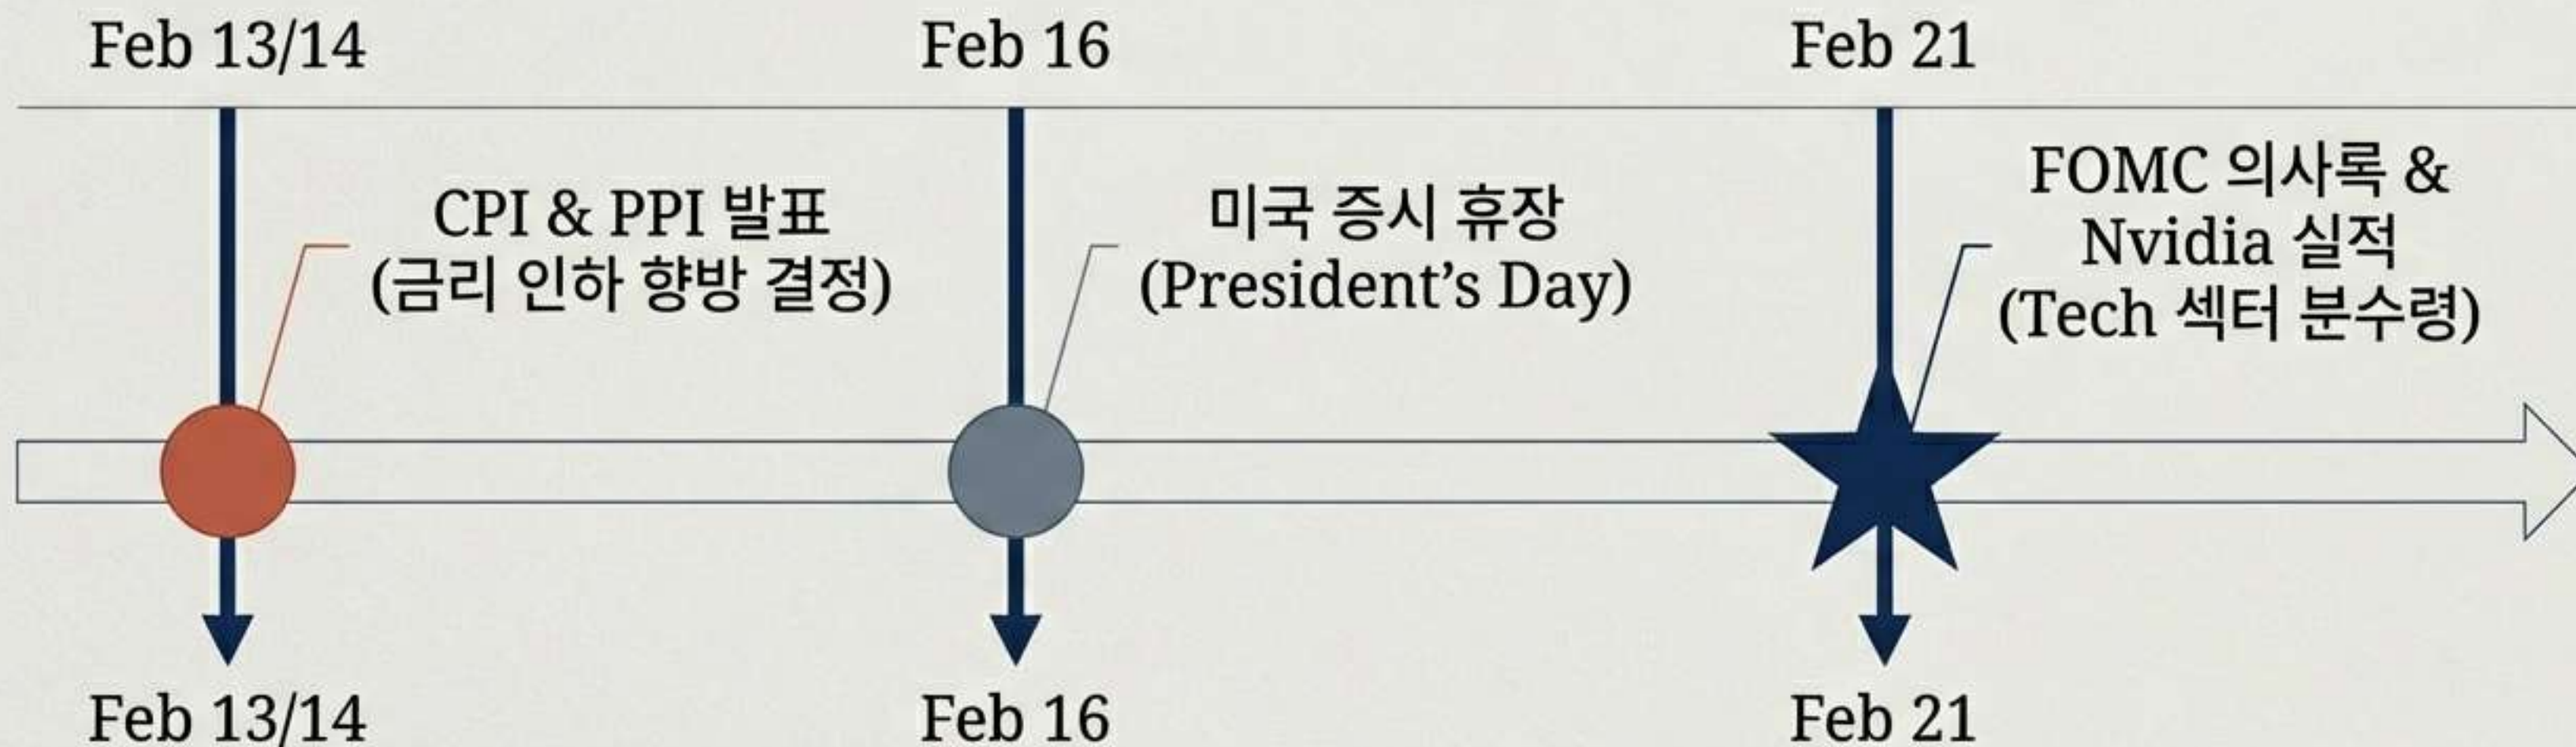 Feb 13/14
Feb 16
Feb 21
CPI & PPI 발표
(금리 인하 향방 결정)
미국 증시 휴장
(President’s Day)
FOMC 의사록 &
Nvidia 실적
(Tech 섹터 분수령)
Feb 13/14
Feb 16
Feb 21